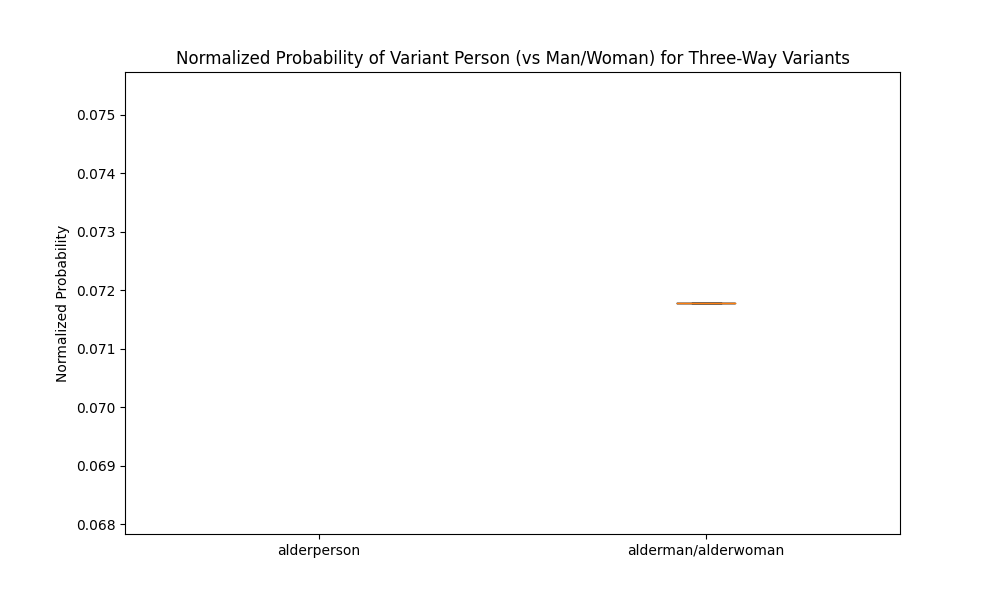 Normalized Probability of Variant Person (vs Man/Woman) for Three-Way Variants
0.075
0.074
0.073
0.072
0.071
0.070
0.069
0.068
Normalized Probability
alderperson
alderman/alderwoman